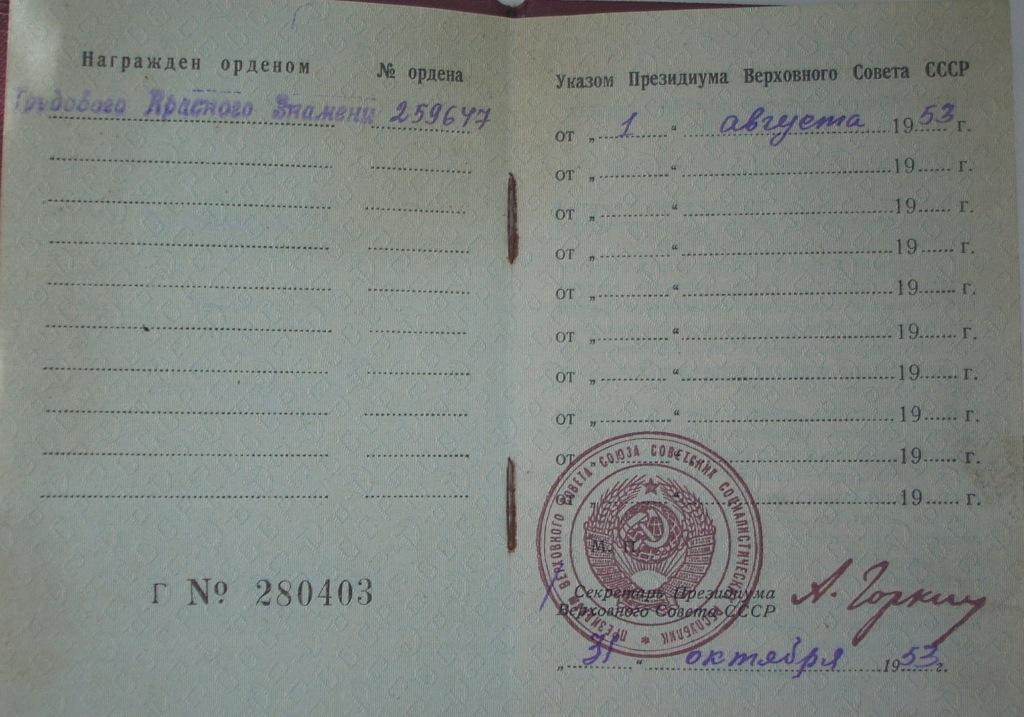 Награжден орденом № ордена
Трудового Красного Знамени 259647
Г № 280403
Указом Президиума Верховного Совета СССР
от „ 1 “ августа 1953 г.
от „ “ 19 г.
от „ “ 19 г.
от „ “ 19 г.
от „ “ 19 г.
от „ “ 19 г.
от „ “ 19 г.
от „ “ 19 г.
от „ “ 19 г.
от „ “ 19 г.
М. П.
ПРЕЗИДИУМ ВЕРХОВНОГО СОВЕТА СОЮЗА СОВЕТСКИХ СОЦИАЛИСТИЧЕСКИХ РЕСПУБЛИК
Секретарь Президиума
Верховного Совета СССР
А. Горкин
„ 31 “ октября 1953 г.